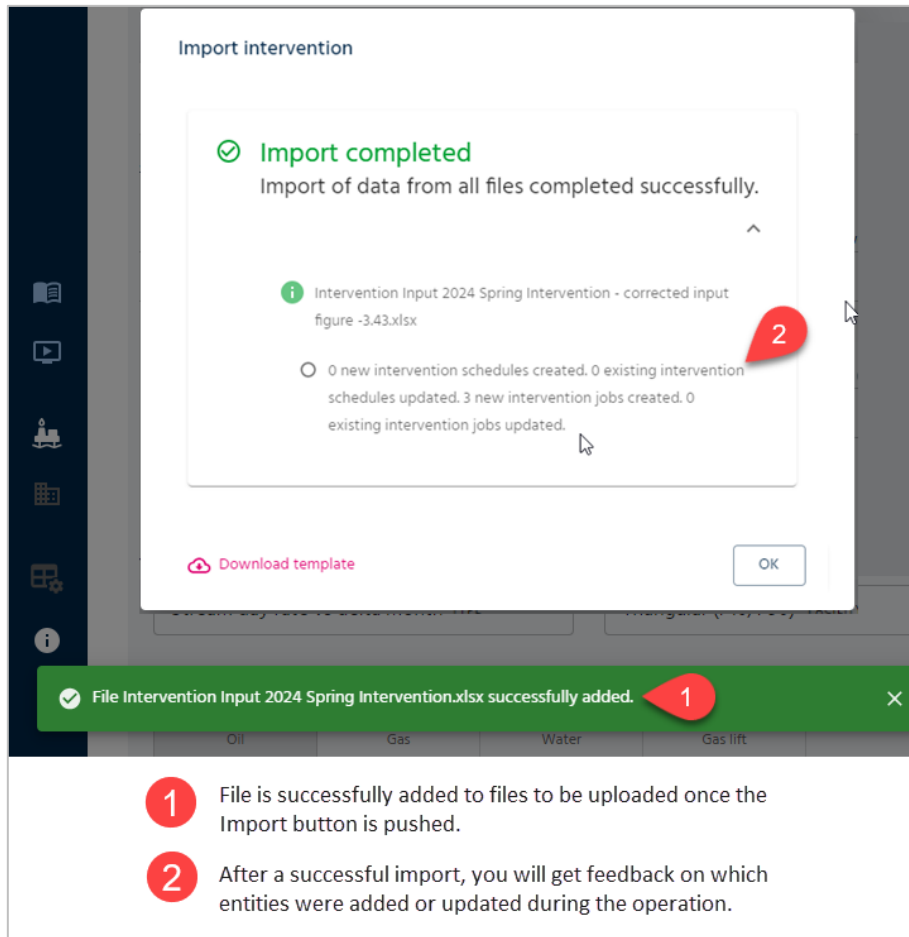 Import intervention
Import completed
Import of data from all files completed successfully.
Intervention Input 2024 Spring Intervention - corrected input
figure -3.43.xlsx
2
0 new intervention schedules created. 0 existing intervention
schedules updated. 3 new intervention jobs created. 0
existing intervention jobs updated.
Download template
OK
File Intervention Input 2024 Spring Intervention.xlsx successfully added.
1
Oil
Gas
Water
Gas lift
1
File is successfully added to files to be uploaded once the
Import button is pushed.
2
After a successful import, you will get feedback on which
entities were added or updated during the operation.